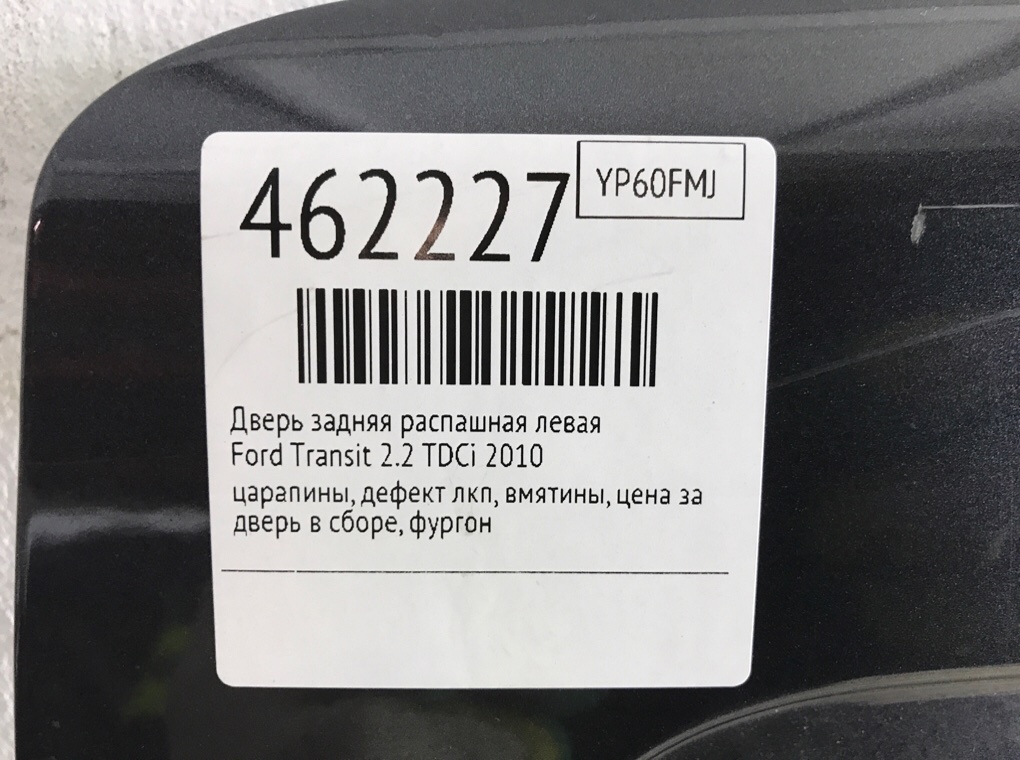 462227
YP60FMJ
Дверь задняя распашная левая
Ford Transit 2.2 TDCi 2010
царапины, дефект лкп, вмятины, цена за
дверь в сборе, фургон